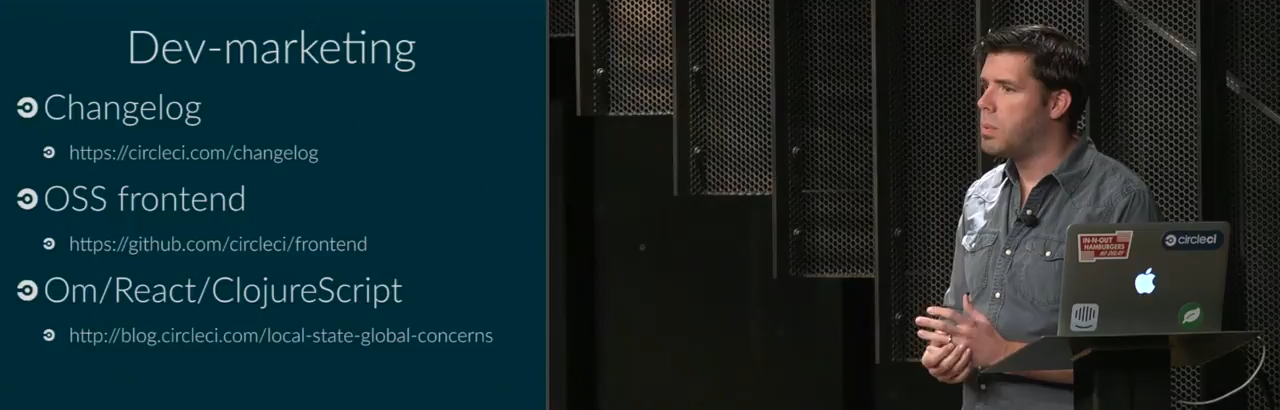 Dev-marketing
Changelog
https://circleci.com/changelog
OSS frontend
https://github.com/circleci/frontend
Om/React/ClojureScript
http://blog.circleci.com/local-state-global-concerns
IN-N-OUT
HAMBURGERS
circleci